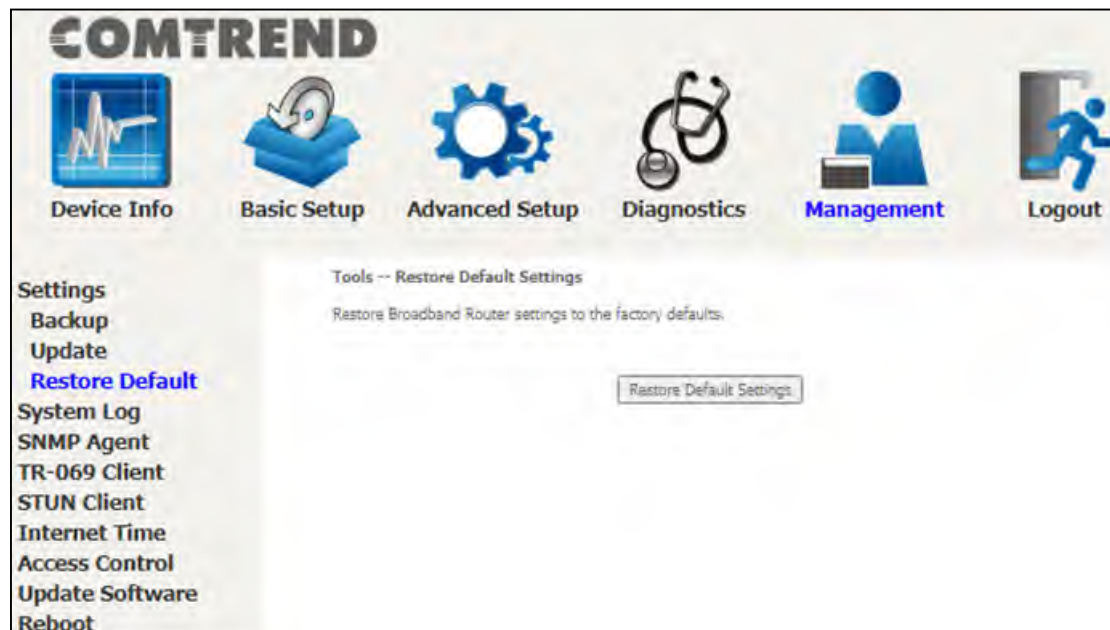 COMTREND
Device Info
Basic Setup
Advanced Setup
Diagnostics
Management
Logout
Settings
Backup
Update
Restore Default
System Log
SNMP Agent
TR-069 Client
STUN Client
Internet Time
Access Control
Update Software
Reboot
Tools -- Restore Default Settings
Restore Broadband Router settings to the factory defaults.
Restore Default Settings